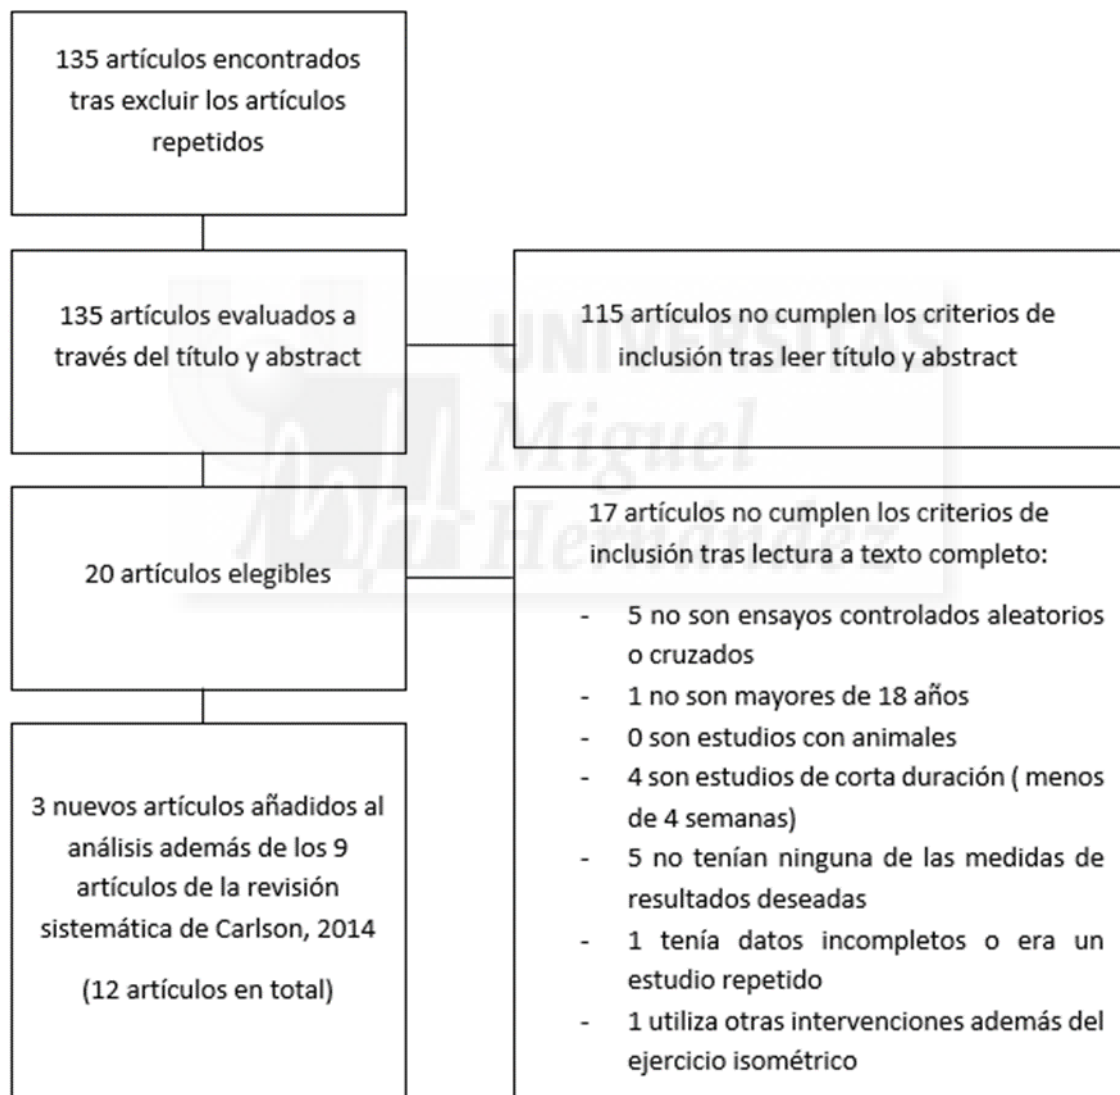 135 artículos encontrados
tras excluir los artículos
repetidos
135 artículos evaluados a
través del título y abstract
115 artículos no cumplen los criterios de
inclusión tras leer título y abstract
20 artículos elegibles
17 artículos no cumplen los criterios de
inclusión tras lectura a texto completo:
- 5 no son ensayos controlados aleatorios
o cruzados
- 1 no son mayores de 18 años
- 0 son estudios con animales
- 4 son estudios de corta duración ( menos
de 4 semanas)
- 5 no tenían ninguna de las medidas de
resultados deseadas
- 1 tenía datos incompletos o era un
estudio repetido
- 1 utiliza otras intervenciones además del
ejercicio isométrico
3 nuevos artículos añadidos al
análisis además de los 9
artículos de la revisión
sistemática de Carlson, 2014
(12 artículos en total)
UNIVERSITAS
Miguel
Hernández